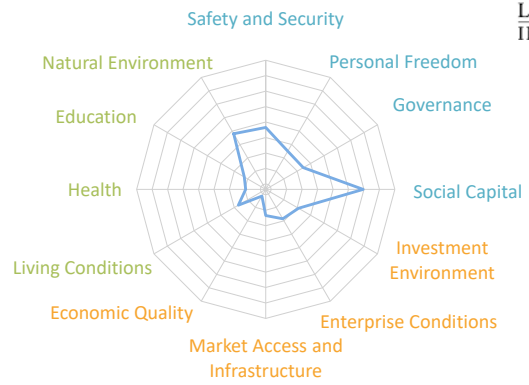 Safety and Security
Natural Environment
Personal Freedom
Education
Governance
Health
Social Capital
Investment
Environment
Living Conditions
Economic Quality
Enterprise Conditions
Market Access and
Infrastructure